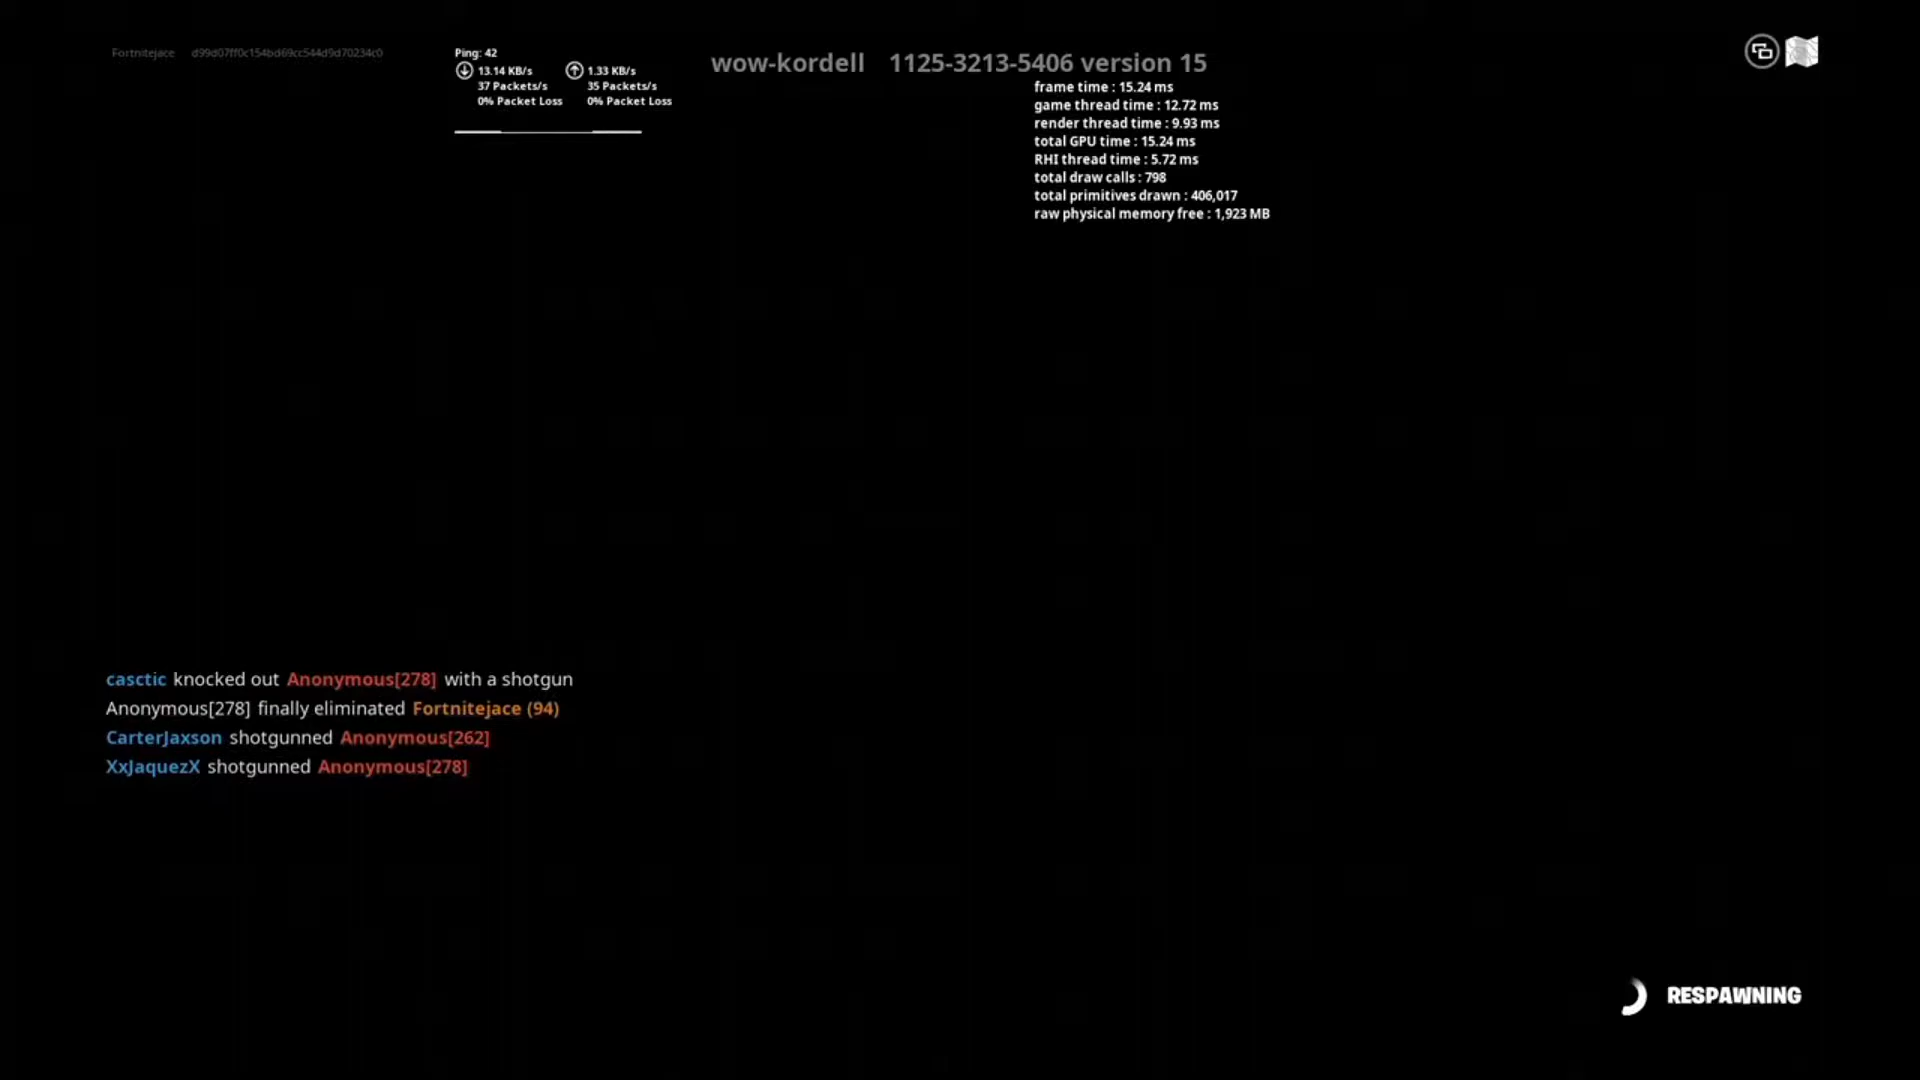 Fortnitejace d99d07ff0c154bd69cc544d9d70234c0
Ping: 42
13.14 KB/s 1.33 KB/s
37 Packets/s 35 Packets/s
0% Packet Loss 0% Packet Loss
wow-kordell 1125-3213-5406 version 15
frame time : 15.24 ms
game thread time : 12.72 ms
render thread time : 9.93 ms
total GPU time : 15.24 ms
RHI thread time : 5.72 ms
total draw calls : 798
total primitives drawn : 406,017
raw physical memory free : 1,923 MB
casctic knocked out Anonymous[278] with a shotgun
Anonymous[278] finally eliminated Fortnitejace (94)
CarterJaxson shotgunned Anonymous[262]
XxJaquezX shotgunned Anonymous[278]
RESPAWNING